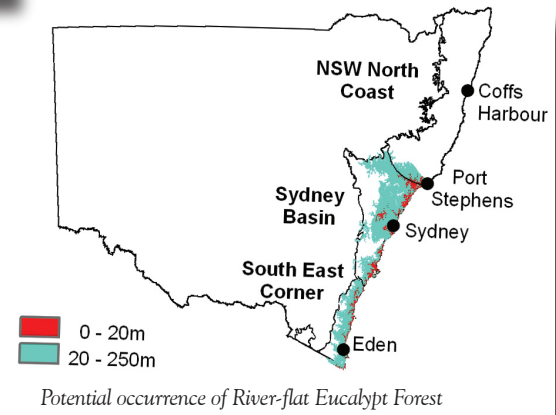 NSW North
Coast
Coffs
Harbour
Port
Stephens
Sydney
Basin
Sydney
South East
Corner
Eden
0 - 20m
20 - 250m
Potential occurrence of River-flat Eucalypt Forest